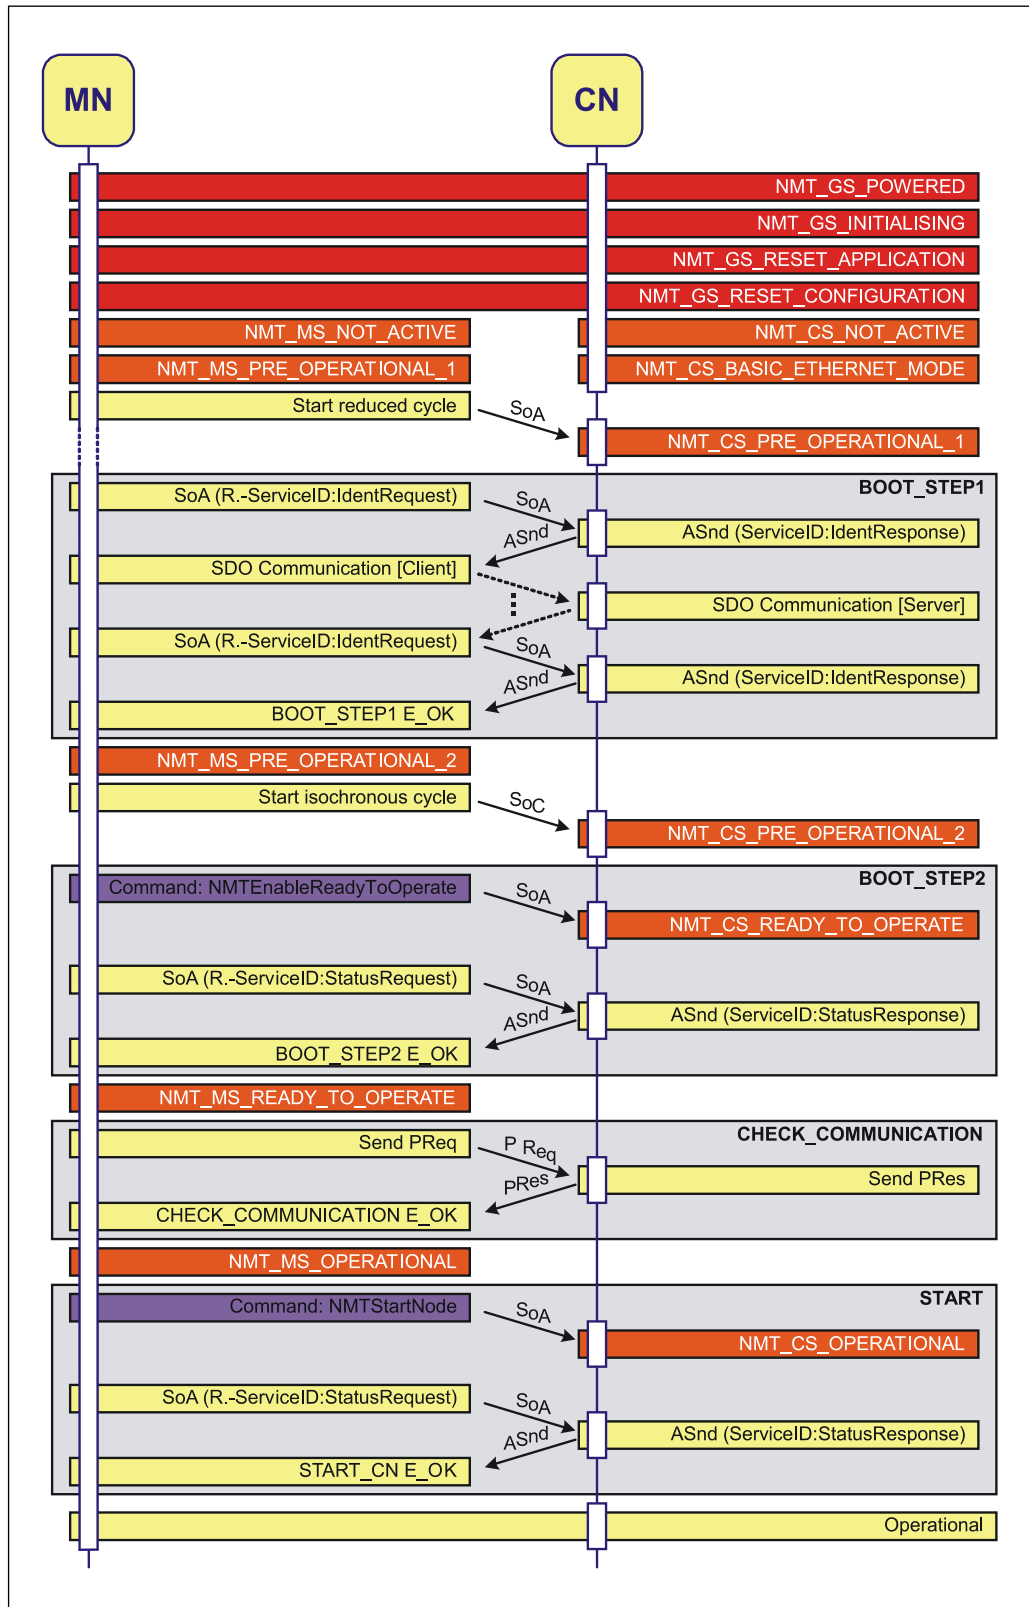 MN
CN
NMT_GS_POWERED
NMT_GS_INITIALISING
NMT_GS_RESET_APPLICATION
NMT_GS_RESET_CONFIGURATION
NMT_MS_NOT_ACTIVE
NMT_CS_NOT_ACTIVE
NMT_MS_PRE_OPERATIONAL_1
NMT_CS_BASIC_ETHERNET_MODE
Start reduced cycle
SoA
NMT_CS_PRE_OPERATIONAL_1
BOOT_STEP1
SoA (R.-ServiceID:IdentRequest)
SoA
ASnd (ServiceID:IdentResponse)
ASnd
SDO Communication [Client]
SDO Communication [Server]
SoA (R.-ServiceID:IdentRequest)
SoA
ASnd (ServiceID:IdentResponse)
ASnd
BOOT_STEP1 E_OK
NMT_MS_PRE_OPERATIONAL_2
Start isochronous cycle
SoC
NMT_CS_PRE_OPERATIONAL_2
BOOT_STEP2
Command: NMTEnableReadyToOperate
SoA
NMT_CS_READY_TO_OPERATE
SoA (R.-ServiceID:StatusRequest)
SoA
ASnd (ServiceID:StatusResponse)
ASnd
BOOT_STEP2 E_OK
NMT_MS_READY_TO_OPERATE
CHECK_COMMUNICATION
Send PReq
P Req
Send PRes
PRes
CHECK_COMMUNICATION E_OK
NMT_MS_OPERATIONAL
START
Command: NMTStartNode
SoA
NMT_CS_OPERATIONAL
SoA (R.-ServiceID:StatusRequest)
SoA
ASnd (ServiceID:StatusResponse)
ASnd
START_CN E_OK
Operational